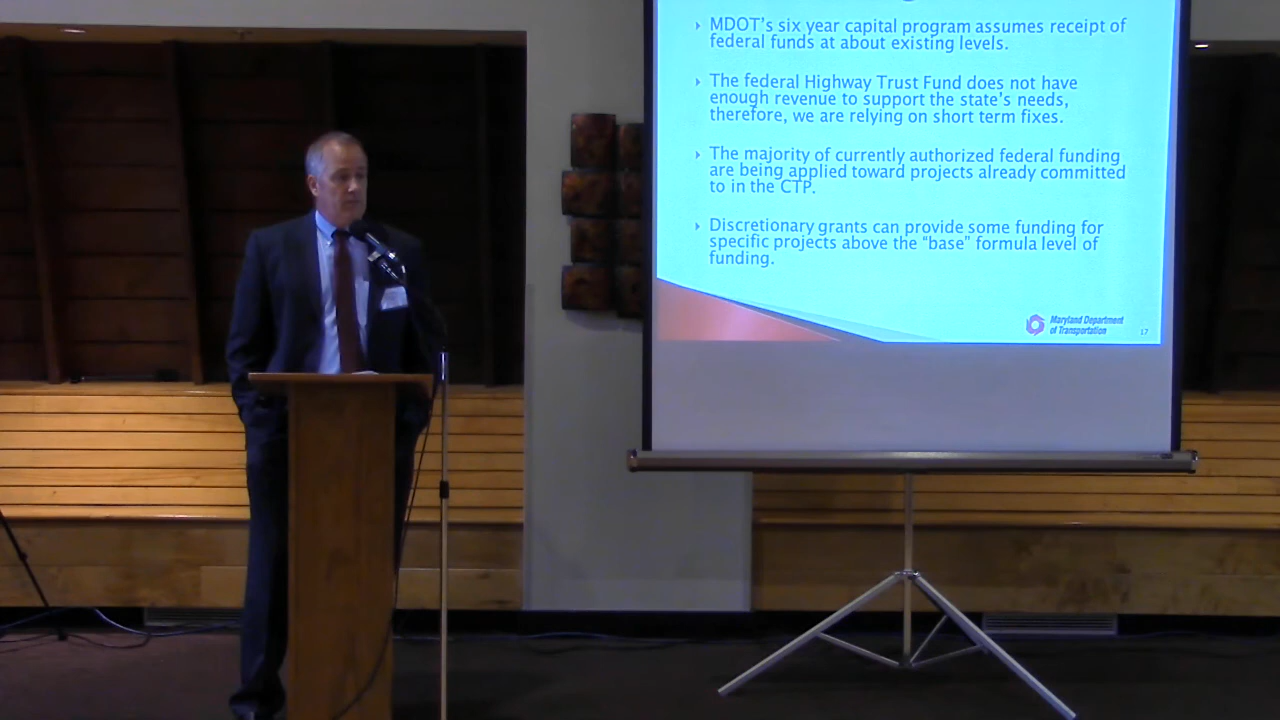 MDOT's six year capital program assumes receipt of
federal funds at about existing levels.
The federal Highway Trust Fund does not have
enough revenue to support the state's needs,
therefore, we are relying on short term fixes.
The majority of currently authorized federal funding
are being applied toward projects already committed
to in the CTP.
Discretionary grants can provide some funding for
specific projects above the “base” formula level of
funding.
Maryland Department
of Transportation
17